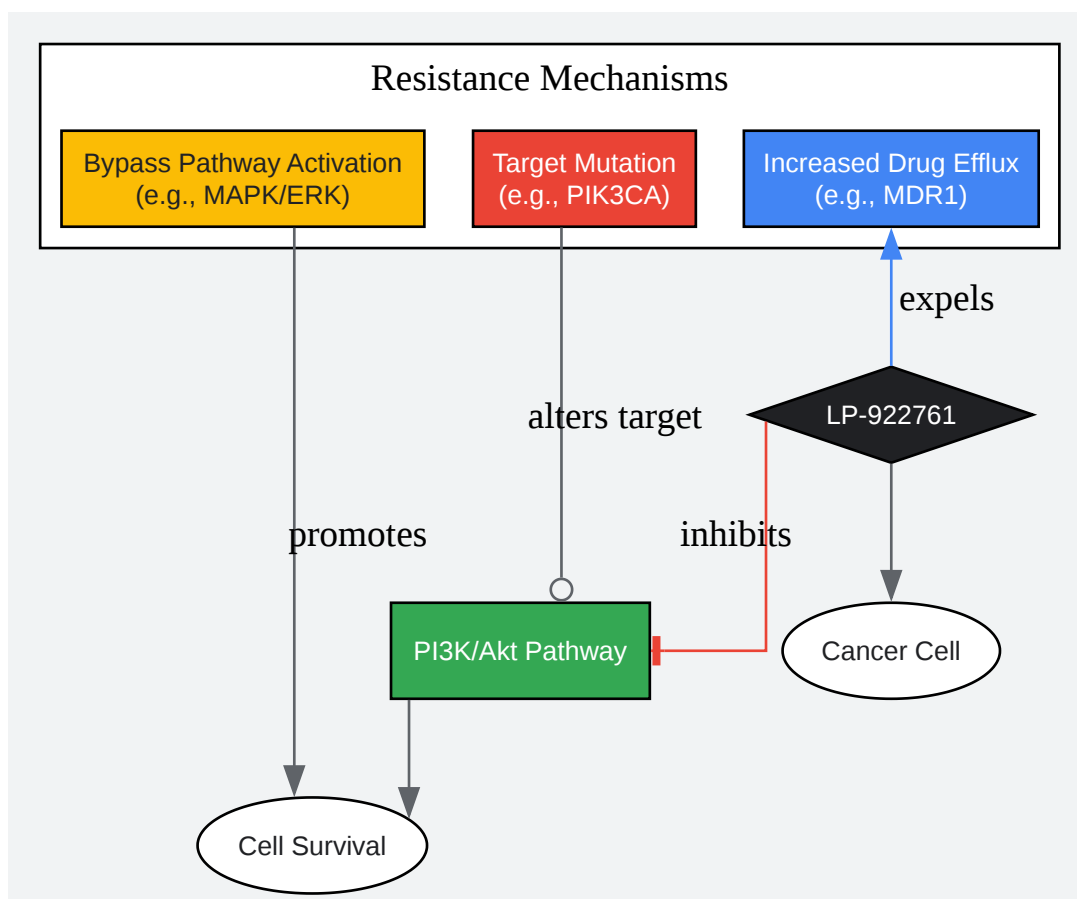 Resistance Mechanisms
Bypass Pathway Activation
(e.g., MAPK/ERK)
Target Mutation
(e.g., PIK3CA)
Increased Drug Efflux
(e.g., MDR1)
expels
alters target
LP-922761
promotes
inhibits
PI3K/Akt Pathway
Cancer Cell
Cell Survival